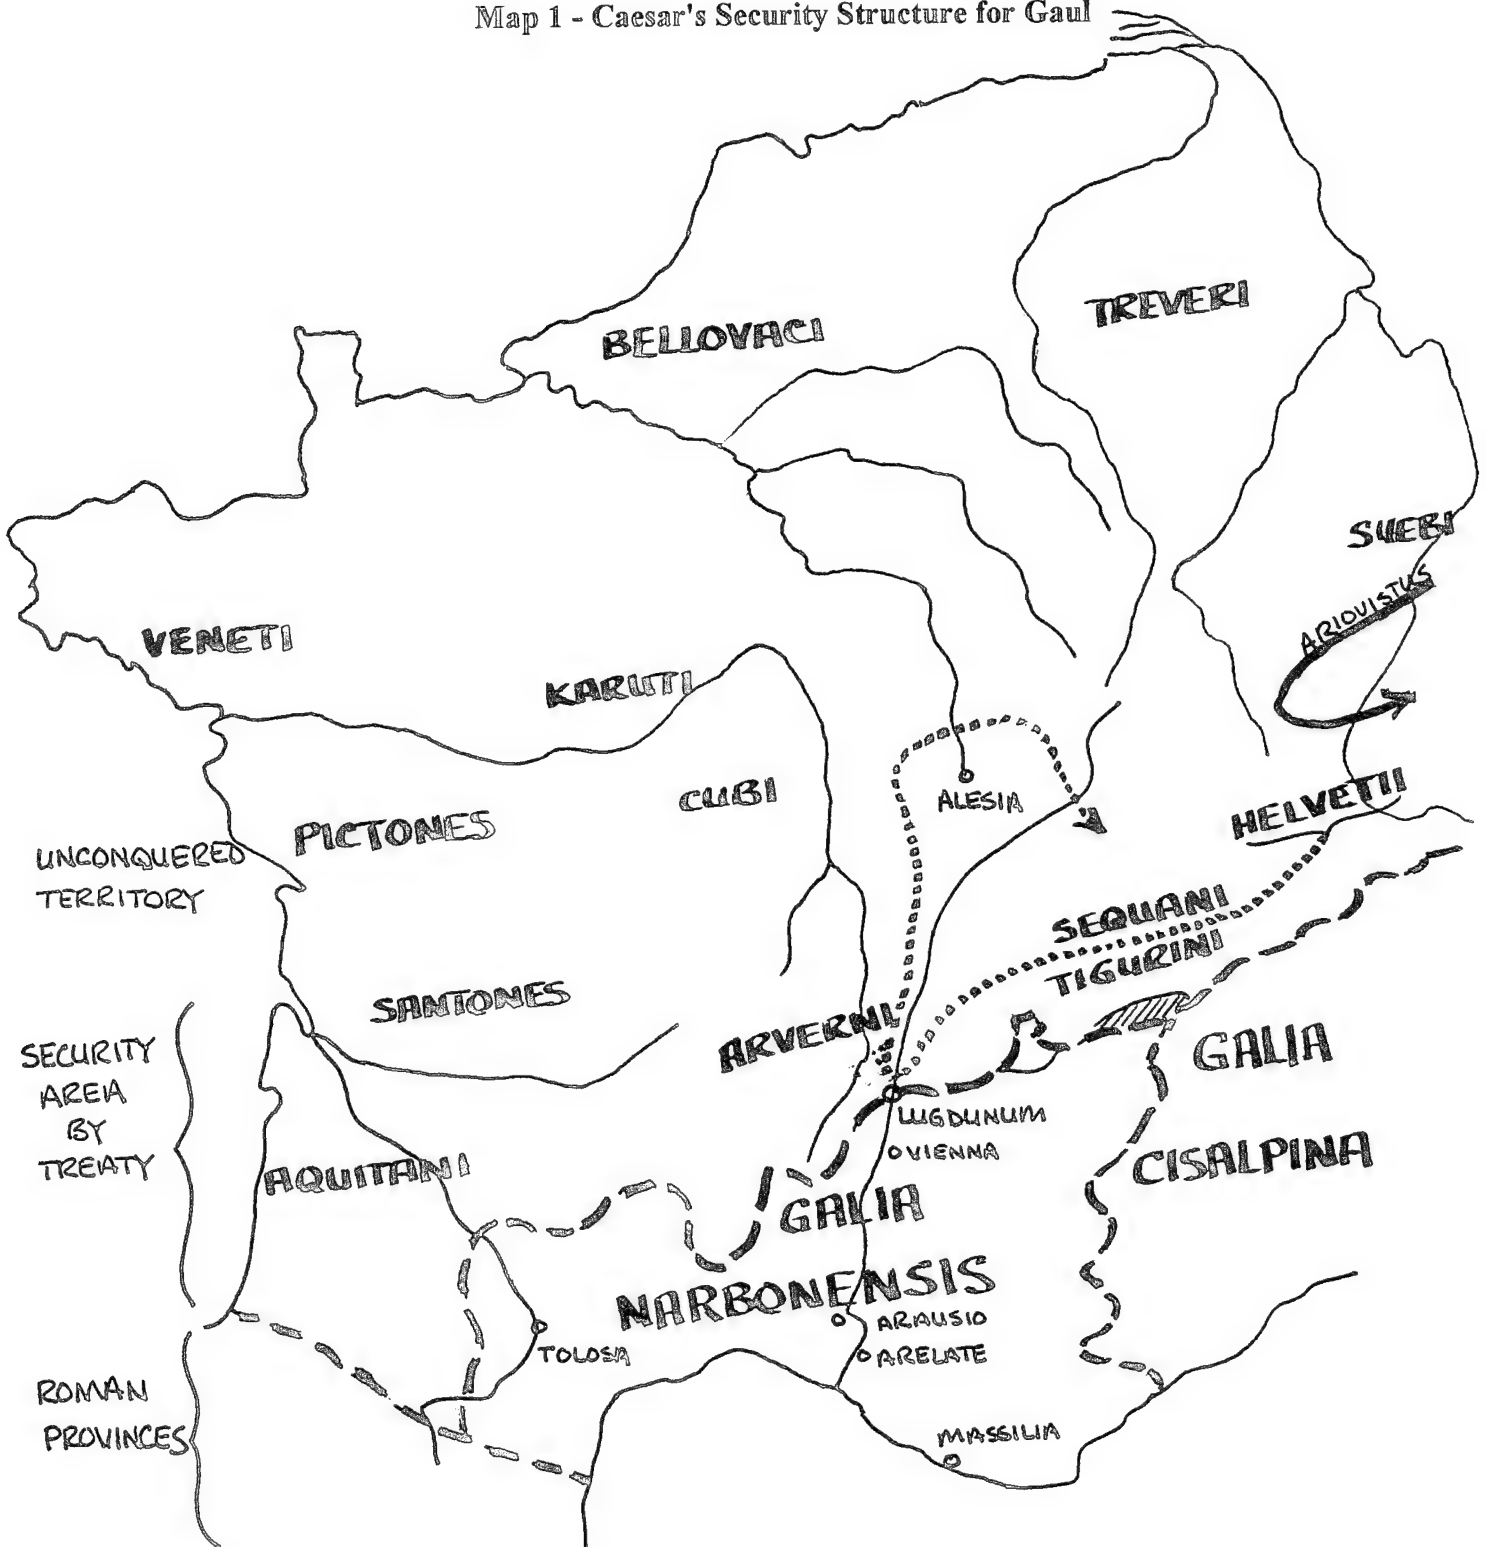 Map 1 - Caesar's Security Structure for Gaul
TREVERI
BELLOVACI
SUEBI
ARIOVISTUS
VENETI
KARUTI
CUBI
ALESIA
HELVETII
PICTONES
UNCONQUERED
TERRITORY
SEQUANI
TIGURINI
SANTONES
ARVERNI
SECURITY
AREA
BY
TREATY
GALIA
CISALPINA
LUGDUNUM
VIENNA
AQUITANI
GALIA
NARBONENSIS
ARAUSIO
ARELATE
TOLOSA
ROMAN
PROVINCES
MASSILIA